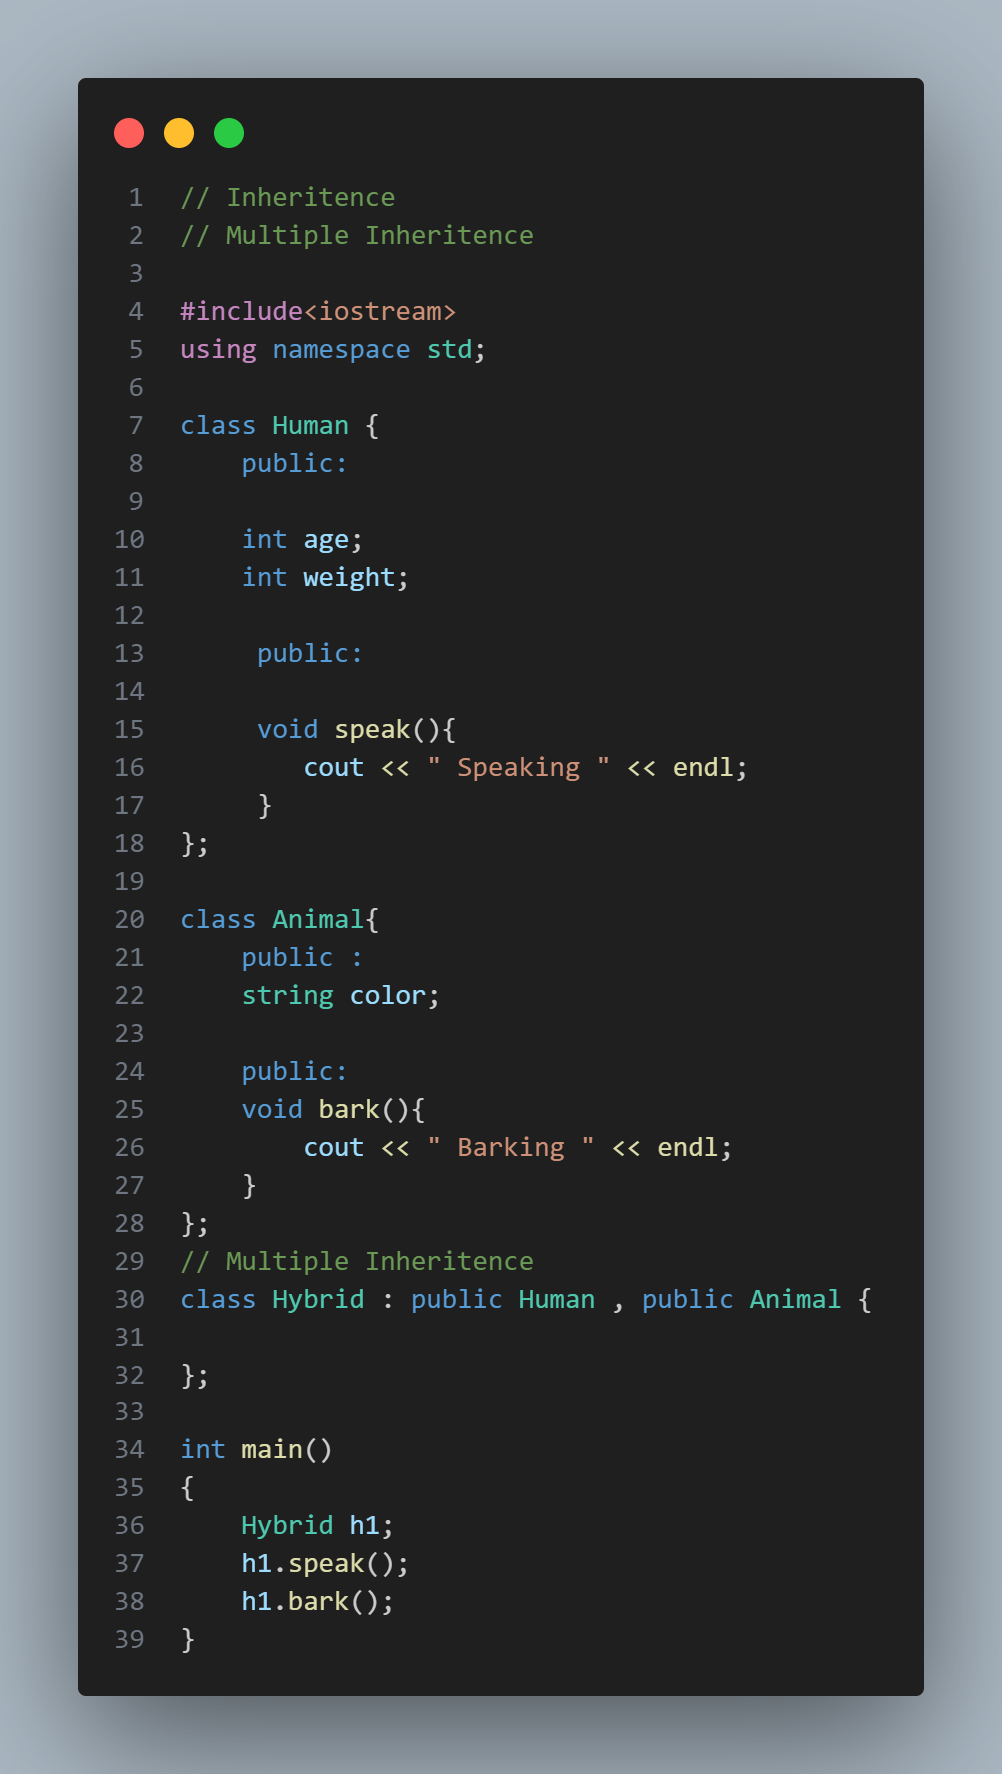 1 // Inheritence
2 // Multiple Inheritence
3
4 #include<iostream>
5 using namespace std;
6
7 class Human {
8     public:
9
10     int age;
11     int weight;
12
13      public:
14
15      void speak(){
16         cout << " Speaking " << endl;
17      }
18 };
19
20 class Animal{
21     public :
22     string color;
23
24     public:
25     void bark(){
26         cout << " Barking " << endl;
27     }
28 };
29 // Multiple Inheritence
30 class Hybrid : public Human , public Animal {
31
32 };
33
34 int main()
35 {
36     Hybrid h1;
37     h1.speak();
38     h1.bark();
39 }